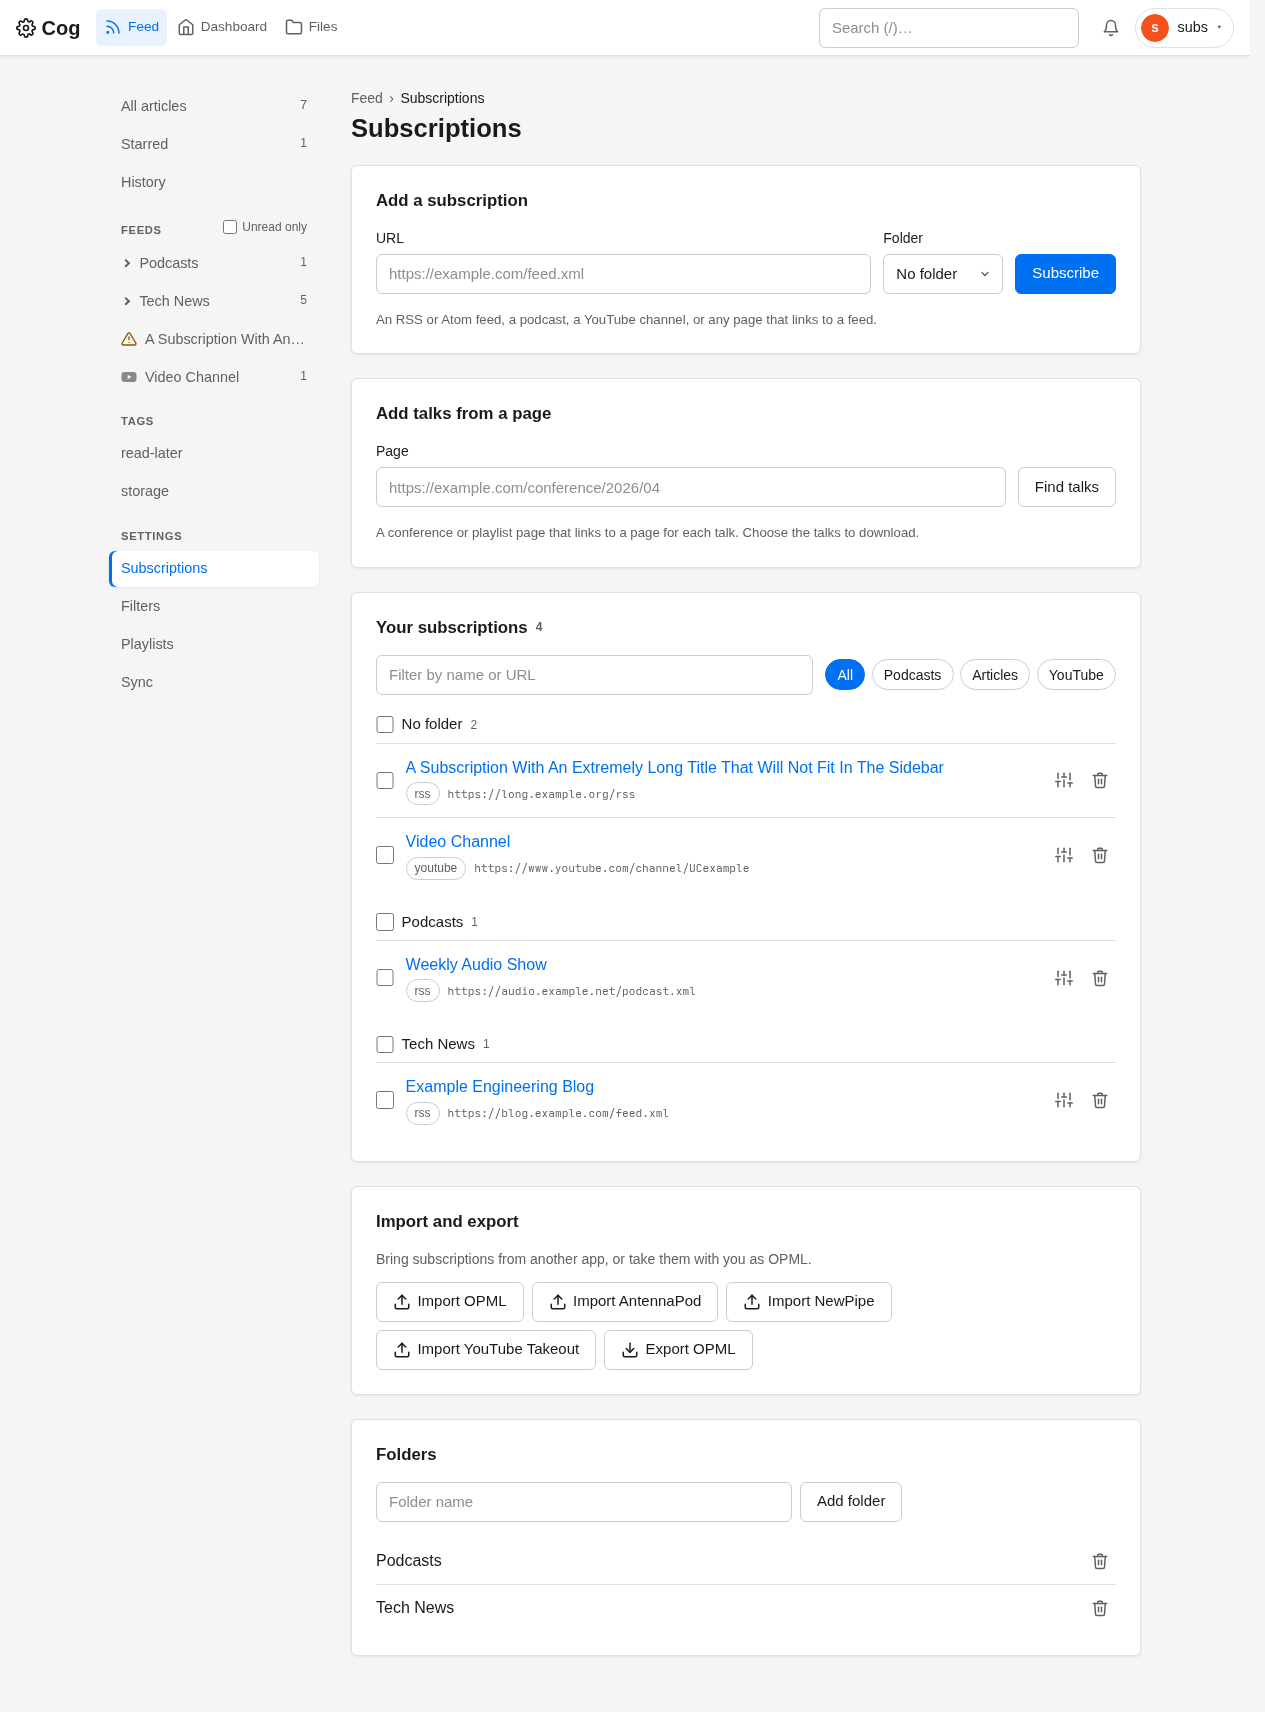 Cog Feed Dashboard Files Search (/)… S subs
All articles 7
Starred 1
History
FEEDS Unread only
Podcasts 1
Tech News 5
A Subscription With An…
Video Channel 1
TAGS
read-later
storage
SETTINGS
Subscriptions
Filters
Playlists
Sync
Feed › Subscriptions
Subscriptions
Add a subscription
URL Folder
https://example.com/feed.xml No folder Subscribe
An RSS or Atom feed, a podcast, a YouTube channel, or any page that links to a feed.
Add talks from a page
Page
https://example.com/conference/2026/04 Find talks
A conference or playlist page that links to a page for each talk. Choose the talks to download.
Your subscriptions 4
Filter by name or URL All Podcasts Articles YouTube
No folder 2
A Subscription With An Extremely Long Title That Will Not Fit In The Sidebar
rss https://long.example.org/rss
Video Channel
youtube https://www.youtube.com/channel/UCexample
Podcasts 1
Weekly Audio Show
rss https://audio.example.net/podcast.xml
Tech News 1
Example Engineering Blog
rss https://blog.example.com/feed.xml
Import and export
Bring subscriptions from another app, or take them with you as OPML.
Import OPML Import AntennaPod Import NewPipe
Import YouTube Takeout Export OPML
Folders
Folder name Add folder
Podcasts
Tech News